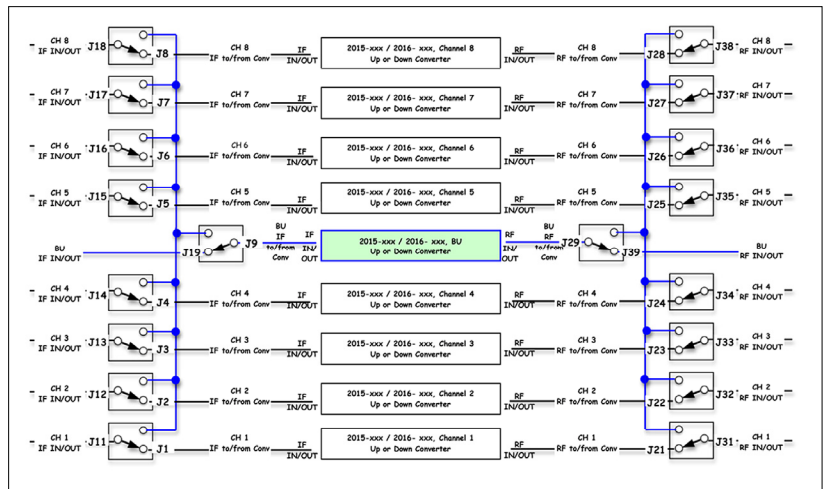 CH 8
IF IN/OUT
J18
J8
CH 8
IF to/from Conv
IF
IN/OUT
2015-xxx / 2016- xxx, Channel 8
Up or Down Converter
RF
IN/OUT
CH 8
RF to/from Conv
J28
J38
CH 8
RF IN/OUT
CH 7
IF IN/OUT
J17
J7
CH 7
IF to/from Conv
IF
IN/OUT
2015-xxx / 2016- xxx, Channel 7
Up or Down Converter
RF
IN/OUT
CH 7
RF to/from Conv
J27
J37
CH 7
RF IN/OUT
CH 6
IF IN/OUT
J16
J6
CH 6
IF to/from Conv
IF
IN/OUT
2015-xxx / 2016- xxx, Channel 6
Up or Down Converter
RF
IN/OUT
CH 6
RF to/from Conv
J26
J36
CH 6
RF IN/OUT
CH 5
IF IN/OUT
J15
J5
CH 5
IF to/from Conv
IF
IN/OUT
2015-xxx / 2016- xxx, Channel 5
Up or Down Converter
RF
IN/OUT
CH 5
RF to/from Conv
J25
J35
CH 5
RF IN/OUT
BU
IF IN/OUT
J19
J9
BU
IF
to/from
Conv
IF
IN/
OUT
2015-xxx / 2016- xxx, BU
Up or Down Converter
RF
IN/
OUT
BU
RF
to/from
Conv
J29
J39
BU
RF IN/OUT
CH 4
IF IN/OUT
J14
J4
CH 4
IF to/from Conv
IF
IN/OUT
2015-xxx / 2016- xxx, Channel 4
Up or Down Converter
RF
IN/OUT
CH 4
RF to/from Conv
J24
J34
CH 4
RF IN/OUT
CH 3
IF IN/OUT
J13
J3
CH 3
IF to/from Conv
IF
IN/OUT
2015-xxx / 2016- xxx, Channel 3
Up or Down Converter
RF
IN/OUT
CH 3
RF to/from Conv
J23
J33
CH 3
RF IN/OUT
CH 2
IF IN/OUT
J12
J2
CH 2
IF to/from Conv
IF
IN/OUT
2015-xxx / 2016- xxx, Channel 2
Up or Down Converter
RF
IN/OUT
CH 2
RF to/from Conv
J22
J32
CH 2
RF IN/OUT
CH 1
IF IN/OUT
J11
J1
CH 1
IF to/from Conv
IF
IN/OUT
2015-xxx / 2016- xxx, Channel 1
Up or Down Converter
RF
IN/OUT
CH 1
RF to/from Conv
J21
J31
CH 1
RF IN/OUT